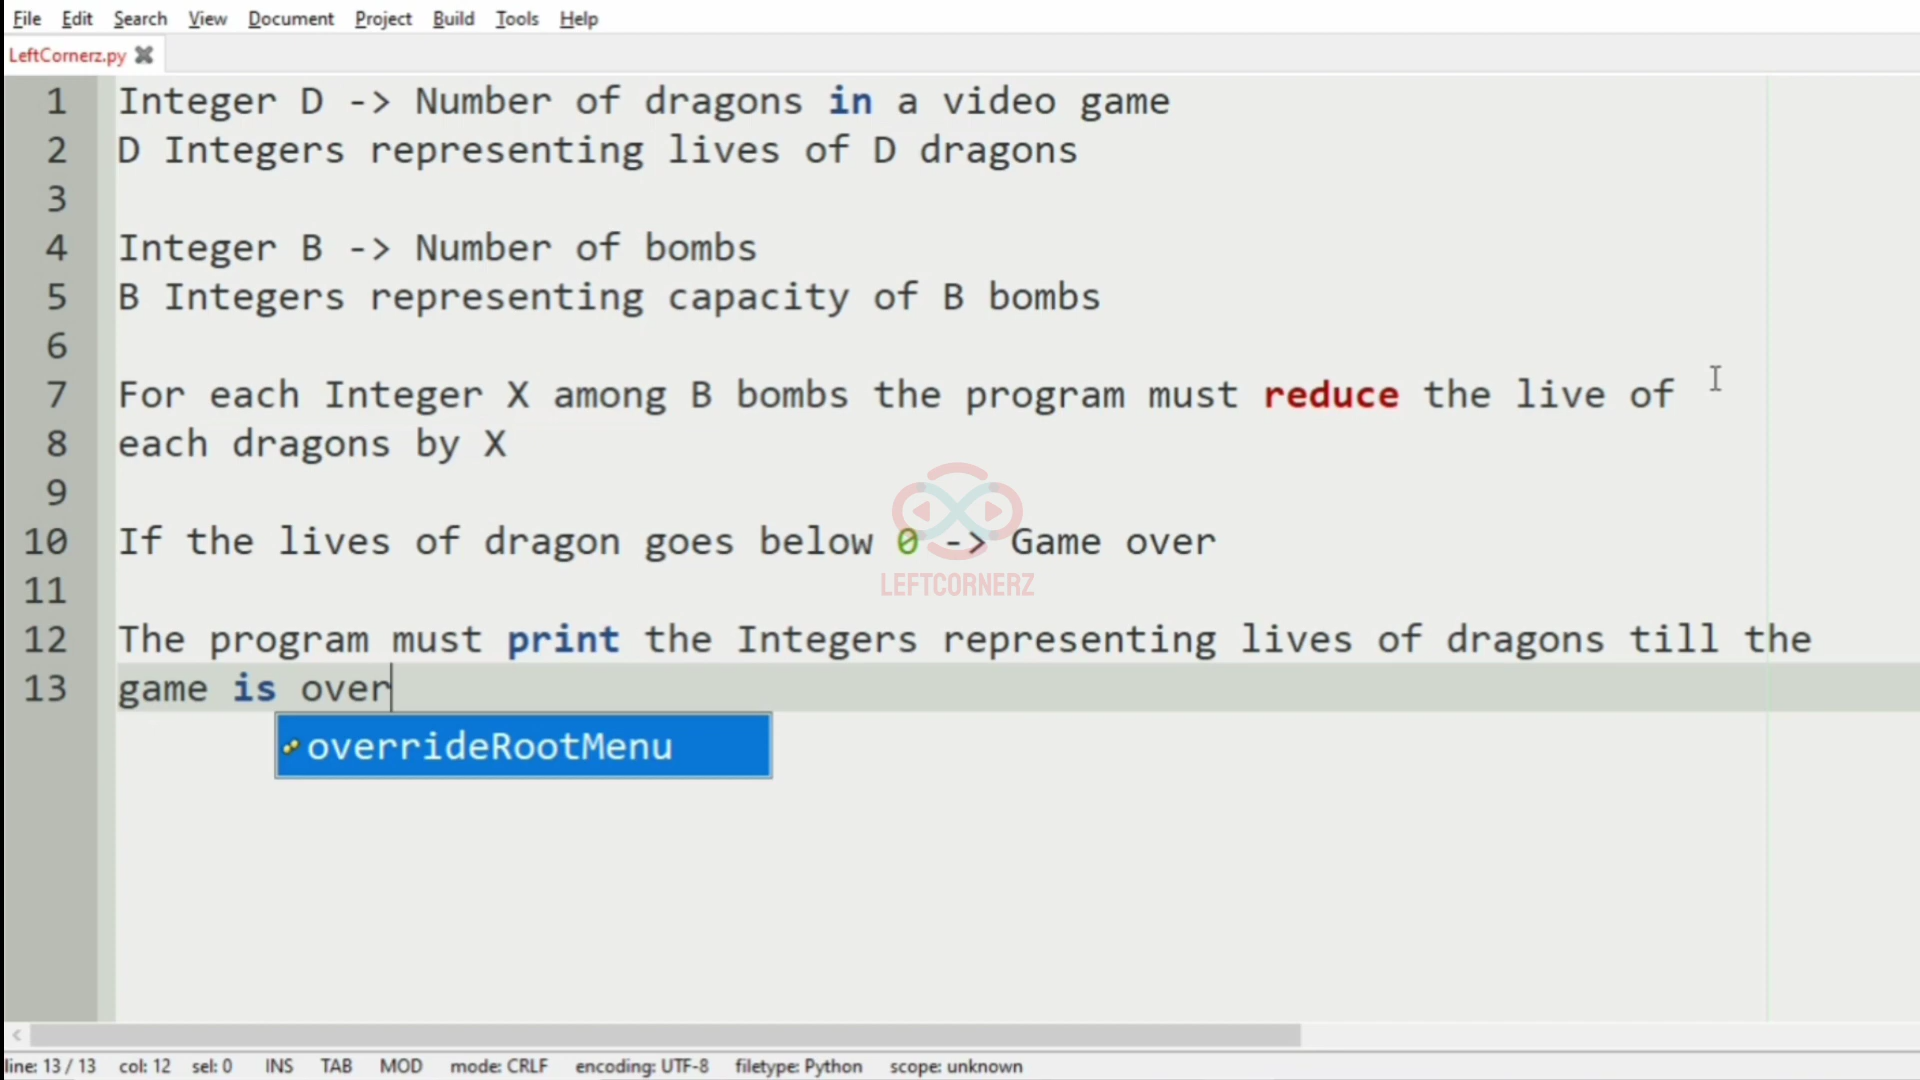 File Edit Search View Document Project Build Tools Help
LeftCornerz.py
1 Integer D -> Number of dragons in a video game
2 D Integers representing lives of D dragons
3
4 Integer B -> Number of bombs
5 B Integers representing capacity of B bombs
6
7 For each Integer X among B bombs the program must reduce the live of
8 each dragons by X
9
10 If the lives of dragon goes below 0 -> Game over
LEFTCORNERZ
11
12 The program must print the Integers representing lives of dragons till the
13 game is over
overrideRootMenu
line: 13 / 13 col: 12 sel: 0 INS TAB MOD mode: CRLF encoding: UTF-8 filetype: Python scope: unknown